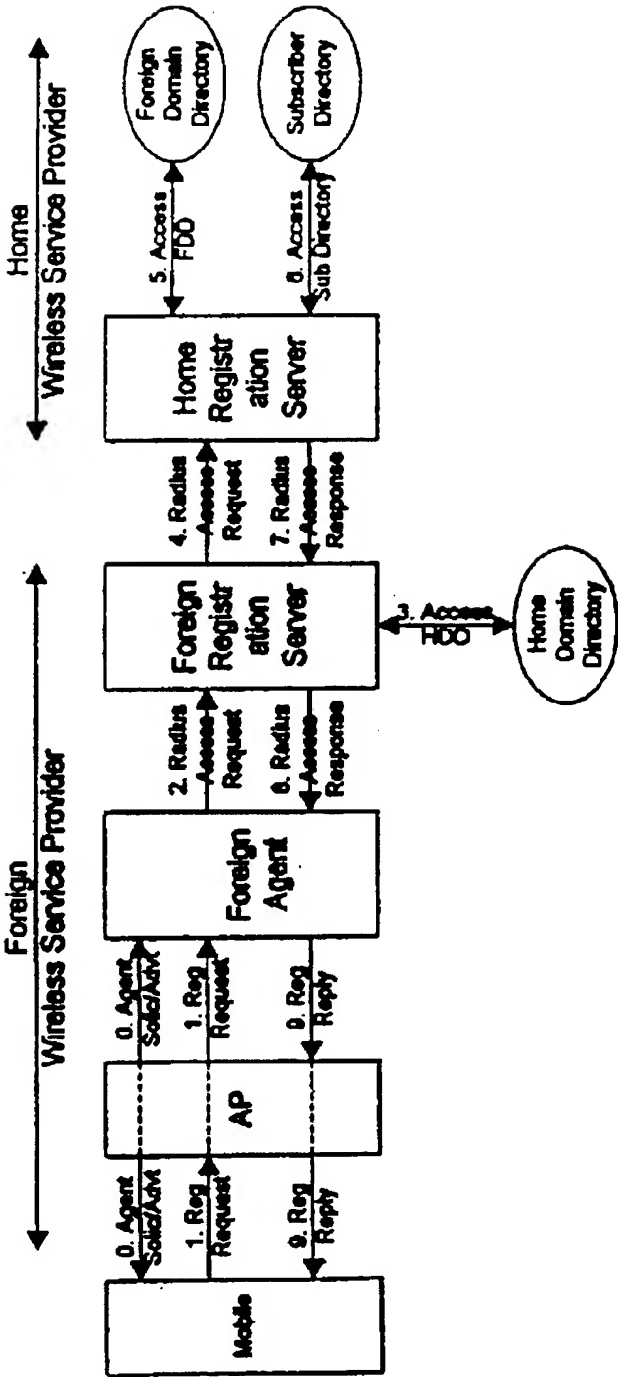 Foreign
Wireless Service Provider
Home
Wireless Service Provider
Mobile
0. Agent
Solic/Advt
1. Reg
Request
9. Reg
Reply
AP
0. Agent
Solic/Advt
1. Reg
Request
9. Reg
Reply
Foreign
Agent
2. Radius
Access
Request
8. Radius
Access
Response
Foreign
Registr
ation
Server
3. Access
HDD
Home
Domain
Directory
4. Radius
Access
Request
7. Radius
Access
Response
Home
Registr
ation
Server
5. Access
FDD
6. Access
Sub Directory
Foreign
Domain
Directory
Subscriber
Directory